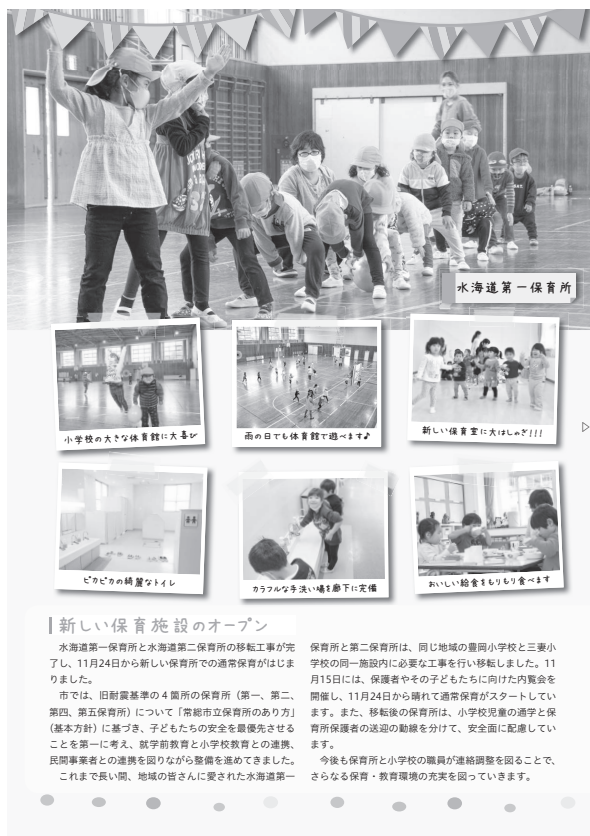 水海道第一保育所
小学校の大きな体育館に大喜び
雨の日でも体育館で遊べます♪
新しい保育室に大はしゃぎ!!!
ピカピカの綺麗なトイレ
カラフルな手洗い場を廊下に完備
おいしい給食をもりもり食べます
新しい保育施設のオープン
水海道第一保育所と水海道第二保育所の移転工事が完
了し、11月24日から新しい保育所での通常保育がはじま
りました。
市では、旧耐震基準の４箇所の保育所（第一、第二、
第四、第五保育所）について「常総市立保育所のあり方」
（基本方針）に基づき、子どもたちの安全を最優先させる
ことを第一に考え、就学前教育と小学校教育との連携、
民間事業者との連携を図りながら整備を進めてきました。
これまで長い間、地域の皆さんに愛された水海道第一
保育所と第二保育所は、同じ地域の豊岡小学校と三妻小
学校の同一施設内に必要な工事を行い移転しました。11
月15日には、保護者やその子どもたちに向けた内覧会を
開催し、11月24日から晴れて通常保育がスタートしてい
ます。また、移転後の保育所は、小学校児童の通学と保
育所保護者の送迎の動線を分けて、安全面に配慮してい
ます。
今後も保育所と小学校の職員が連絡調整を図ることで、
さらなる保育・教育環境の充実を図っていきます。